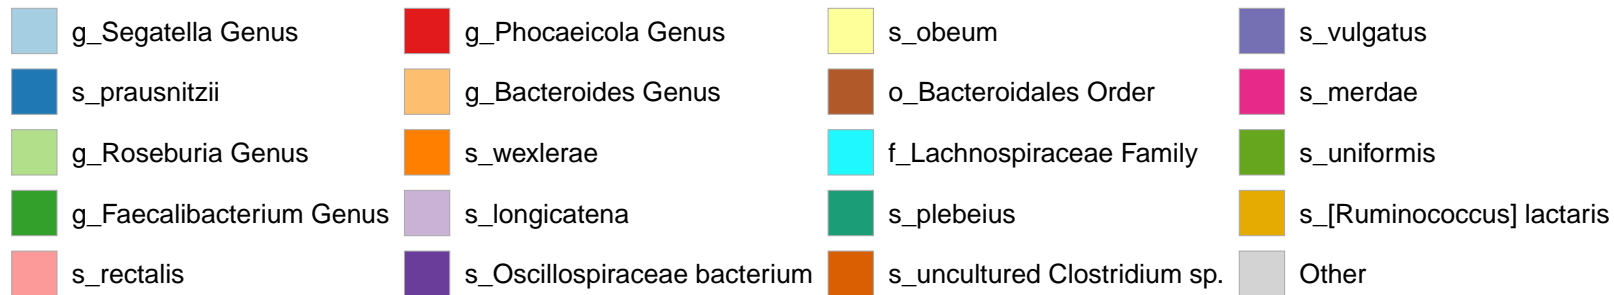 g_Segatella Genus
s_prausnitzii
g_Roseburia Genus
g_Faecalibacterium Genus
s_rectalis
g_Phocaeicola Genus
g_Bacteroides Genus
s_wexlerae
s_longicatena
s_Oscillospiraceae bacterium
s_obeum
o_Bacteroidales Order
f_Lachnospiraceae Family
s_plebeius
s_uncultured Clostridium sp.
s_vulgatus
s_merdae
s_uniformis
s_[Ruminococcus] lactaris
Other